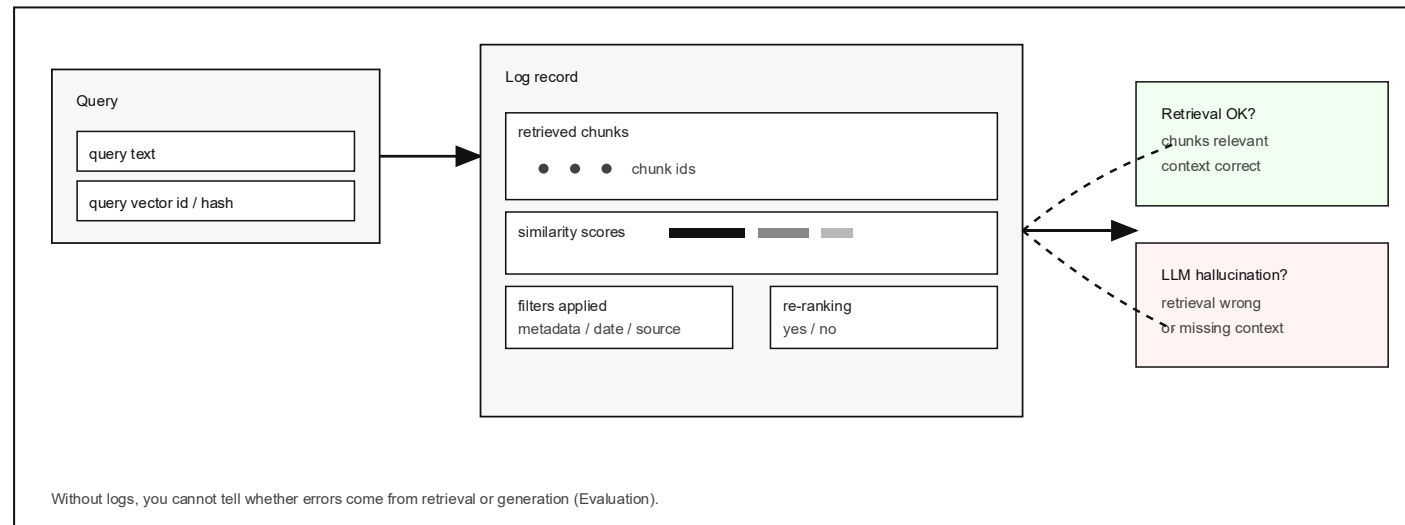 Query
query text
query vector id / hash
Log record
retrieved chunks
chunk ids
similarity scores
filters applied
metadata / date / source
re-ranking
yes / no
Retrieval OK?
chunks relevant
context correct
LLM hallucination?
retrieval wrong
or missing context
Without logs, you cannot tell whether errors come from retrieval or generation (Evaluation).